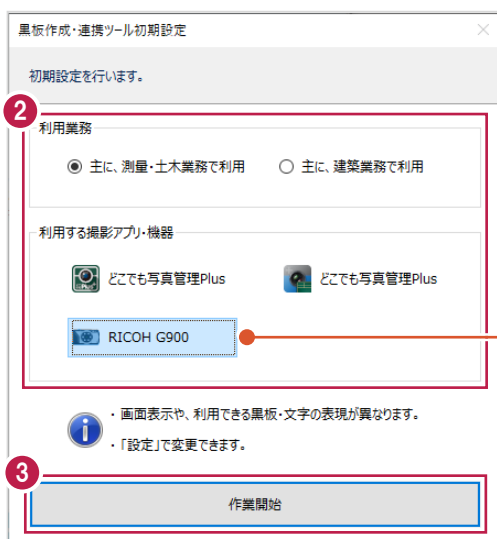 黒板作成・連携ツール初期設定
初期設定を行います。
2
利用業務
主に、測量・土木業務で利用
主に、建築業務で利用
利用する撮影アプリ・機器
どこでも写真管理Plus
どこでも写真管理Plus
RICOH G900
・画面表示や、利用できる黒板・文字の表現が異なります。
・「設定」で変更できます。
3
作業開始